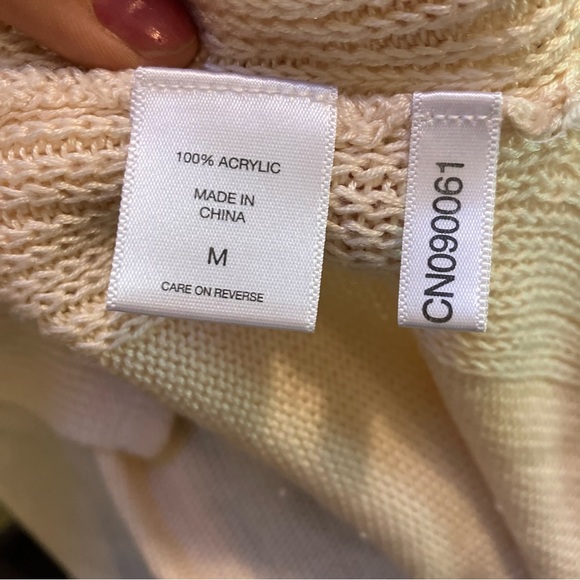 100% ACRYLIC
MADE IN
CHINA
M
CARE ON REVERSE
CN090061